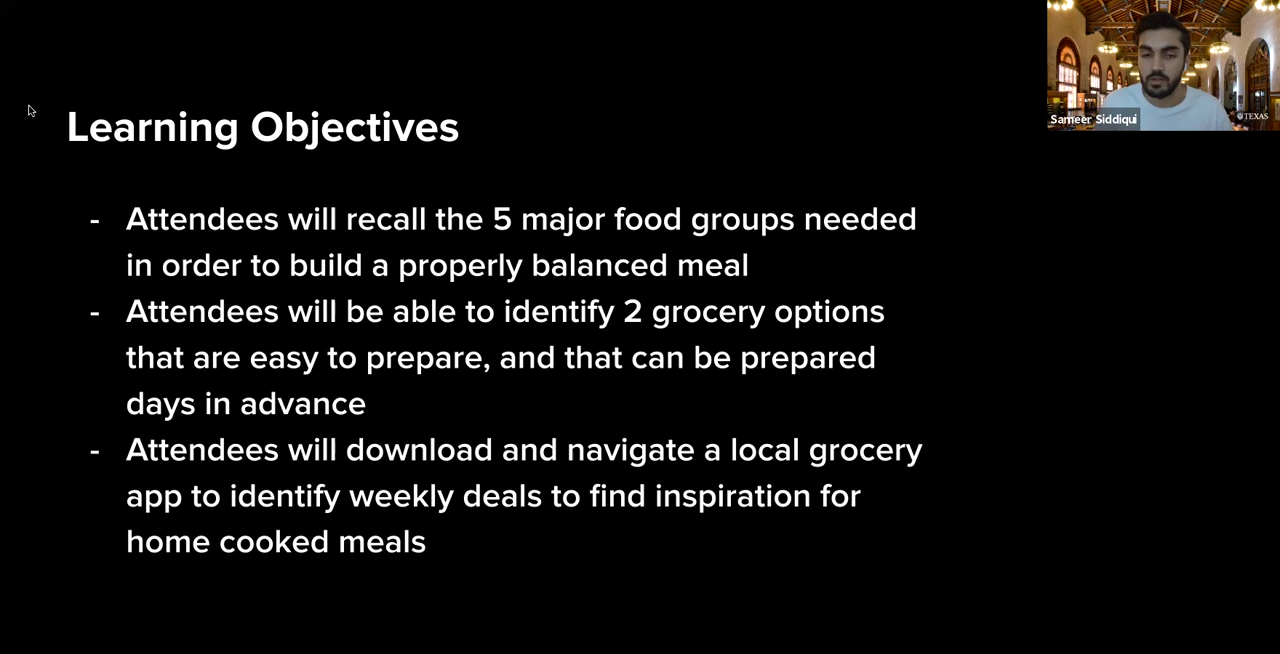 Learning Objectives
- Attendees will recall the 5 major food groups needed
in order to build a properly balanced meal
- Attendees will be able to identify 2 grocery options
that are easy to prepare, and that can be prepared
days in advance
- Attendees will download and navigate a local grocery
app to identify weekly deals to find inspiration for
home cooked meals
Sameer Siddiqui
TEXAS